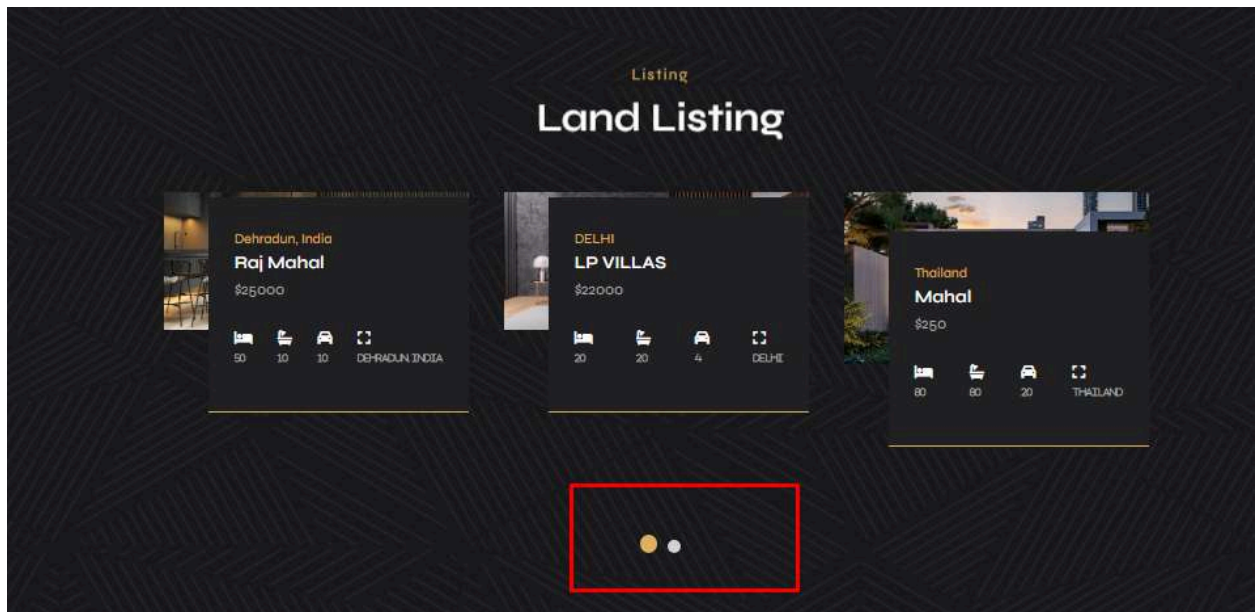 Listing
Land Listing
Dehradun, India
Raj Mahal
$25000
50 10 10 DEHRADUN, INDIA
DELHI
LP VILLAS
$22000
20 20 4 DELHI
Thailand
Mahal
$250
80 80 20 THAILAND